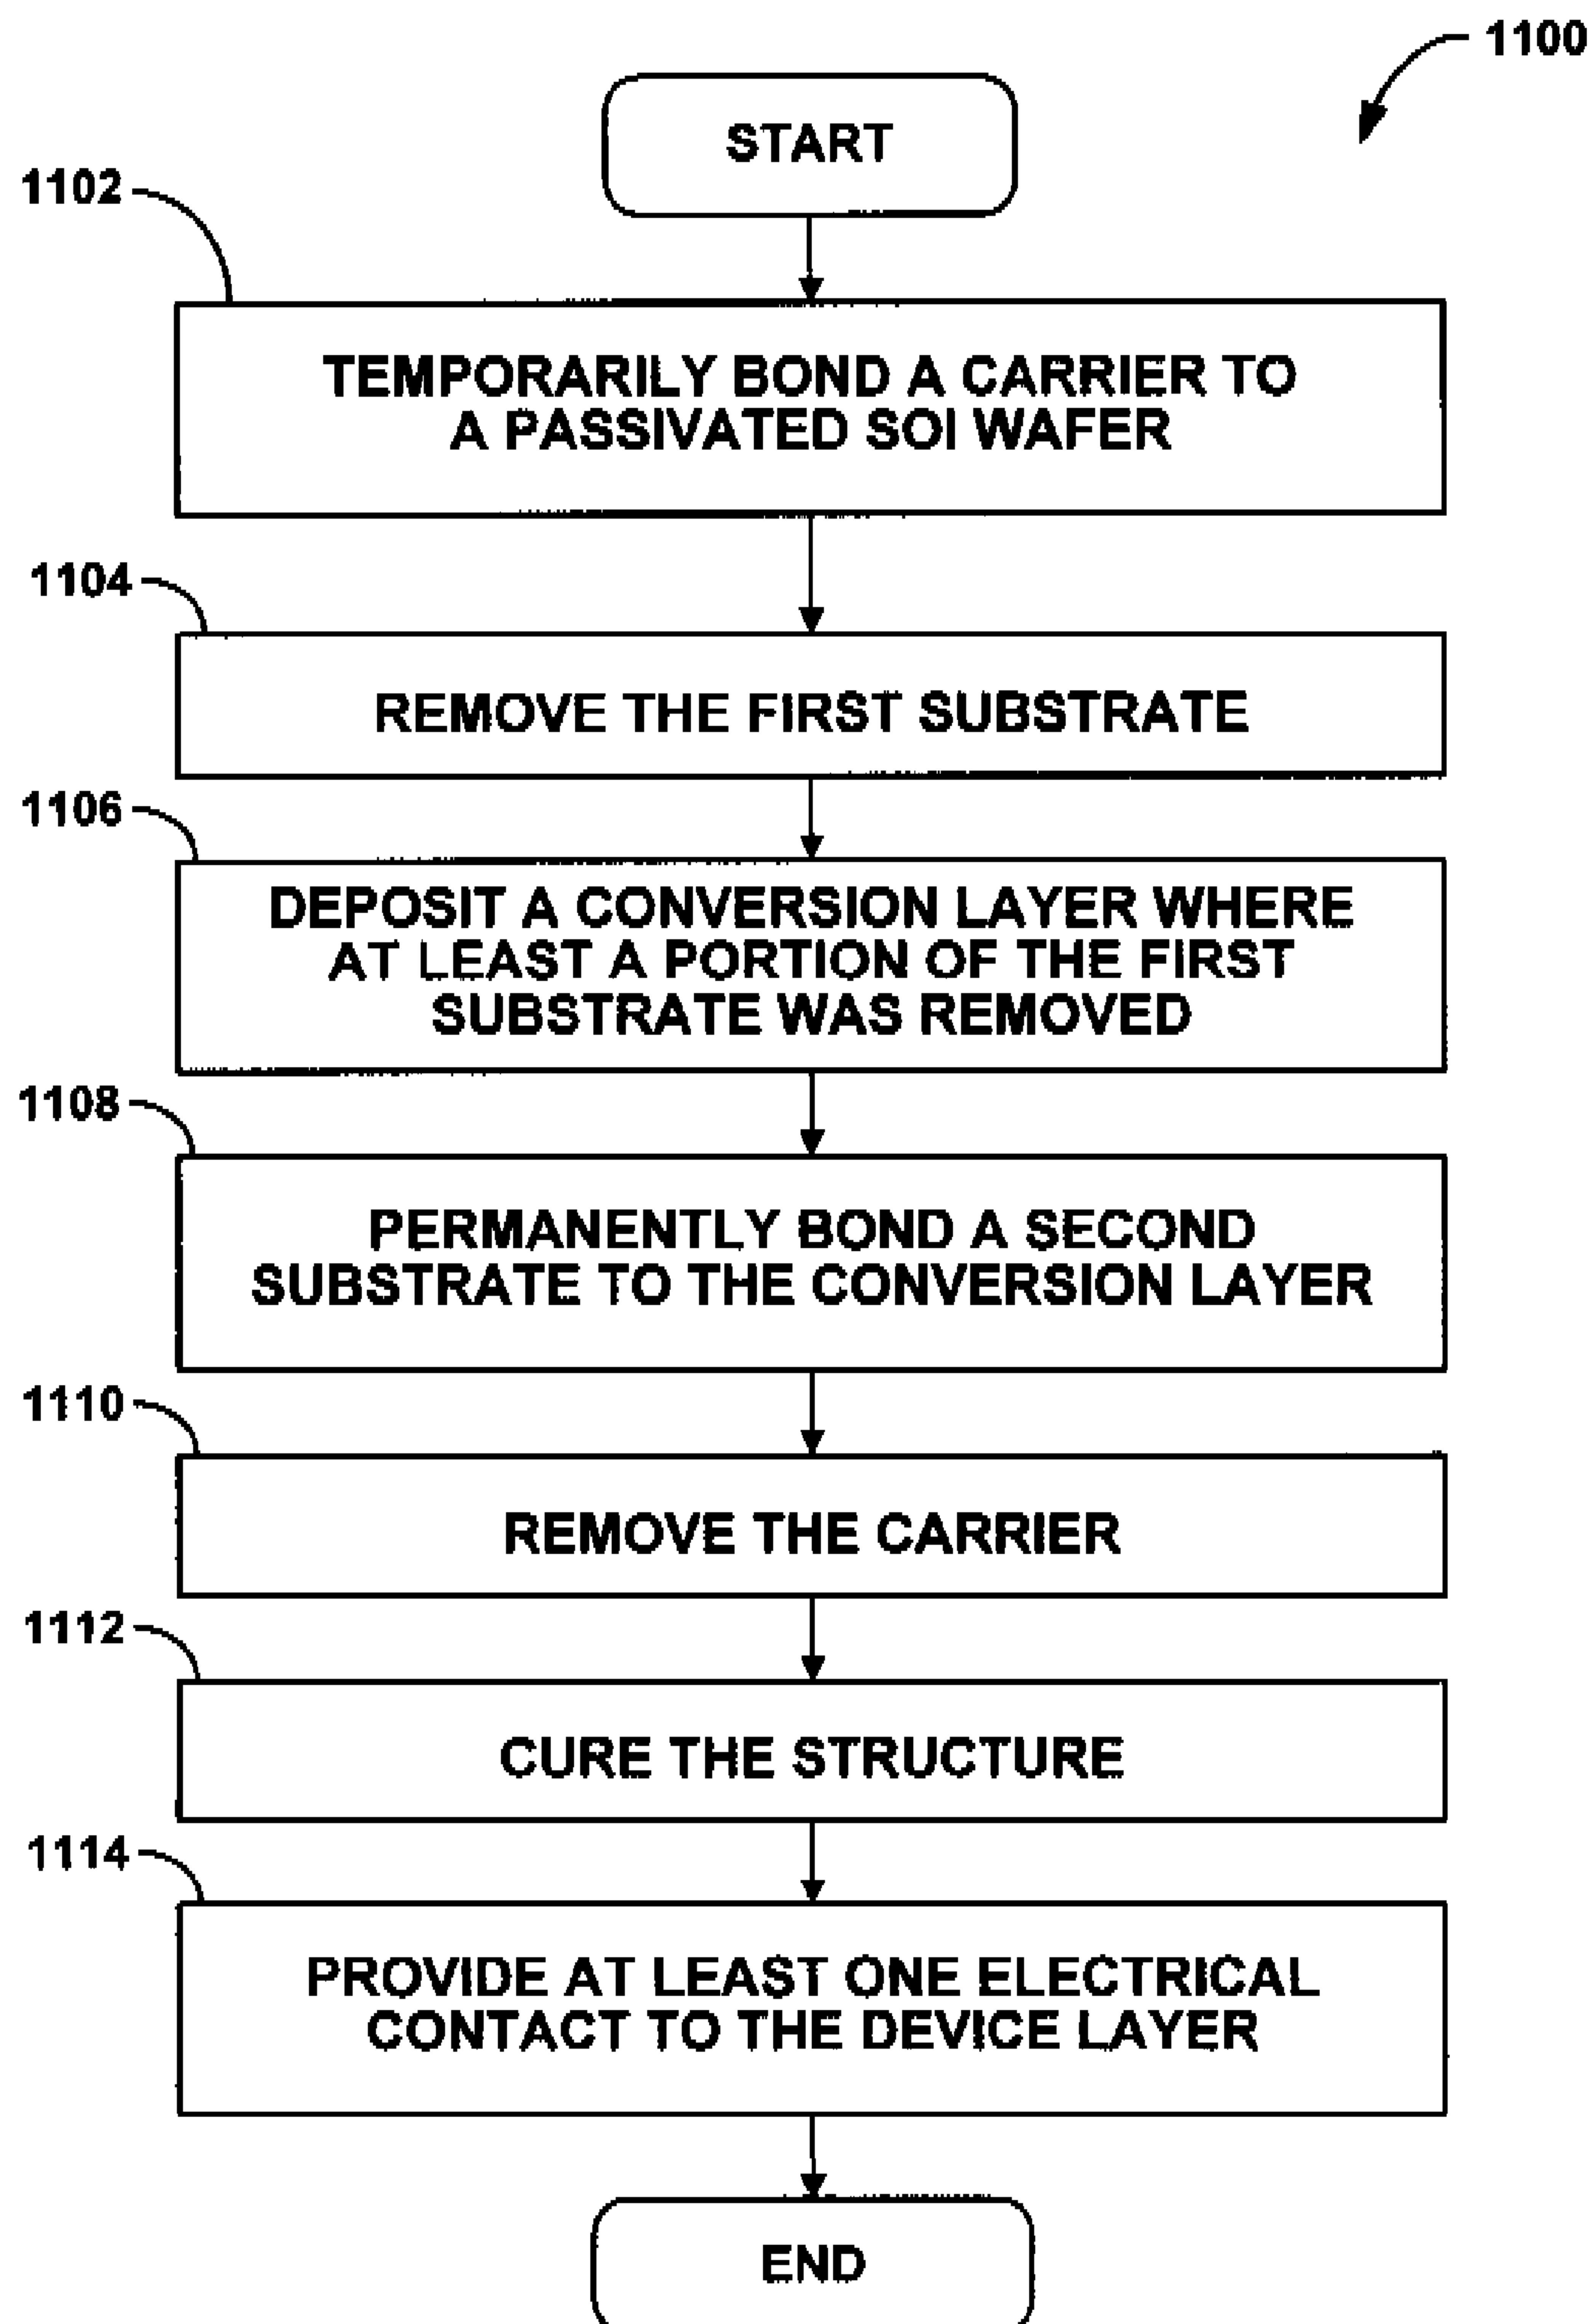 1100
START
1102
TEMPORARILY BOND A CARRIER TO
A PASSIVATED SOI WAFER
1104
REMOVE THE FIRST SUBSTRATE
1106
DEPOSIT A CONVERSION LAYER WHERE
AT LEAST A PORTION OF THE FIRST
SUBSTRATE WAS REMOVED
1108
PERMANENTLY BOND A SECOND
SUBSTRATE TO THE CONVERSION LAYER
1110
REMOVE THE CARRIER
1112
CURE THE STRUCTURE
1114
PROVIDE AT LEAST ONE ELECTRICAL
CONTACT TO THE DEVICE LAYER
END